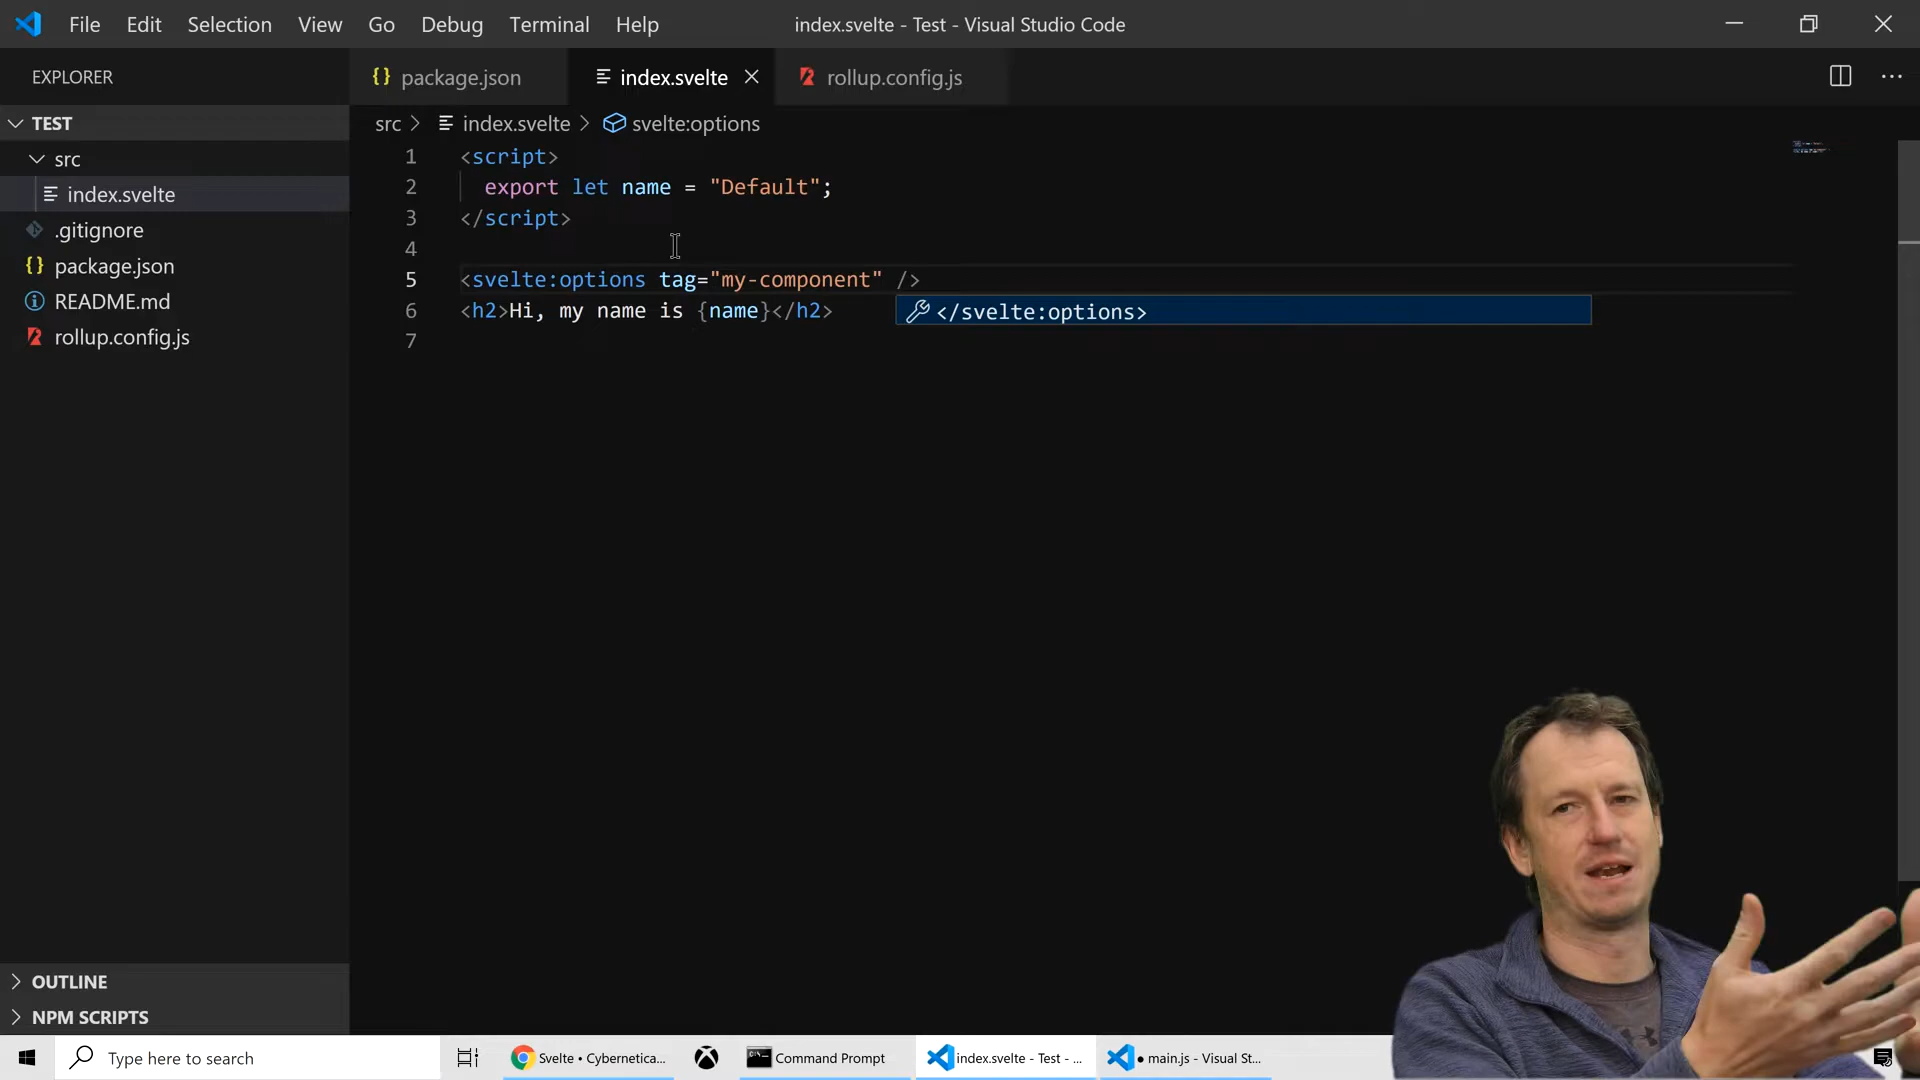 File Edit Selection View Go Debug Terminal Help
index.svelte - Test - Visual Studio Code
EXPLORER
package.json
index.svelte
rollup.config.js
TEST
src
index.svelte
.gitignore
package.json
README.md
rollup.config.js
src > index.svelte > svelte:options
1 <script>
2 export let name = "Default";
3 </script>
4
5 <svelte:options tag="my-component" />
6 <h2>Hi, my name is {name}</h2>
</svelte:options>
7
OUTLINE
NPM SCRIPTS
Type here to search
Svelte • Cybernetica...
Command Prompt
index.svelte - Test - ...
• main.js - Visual St...